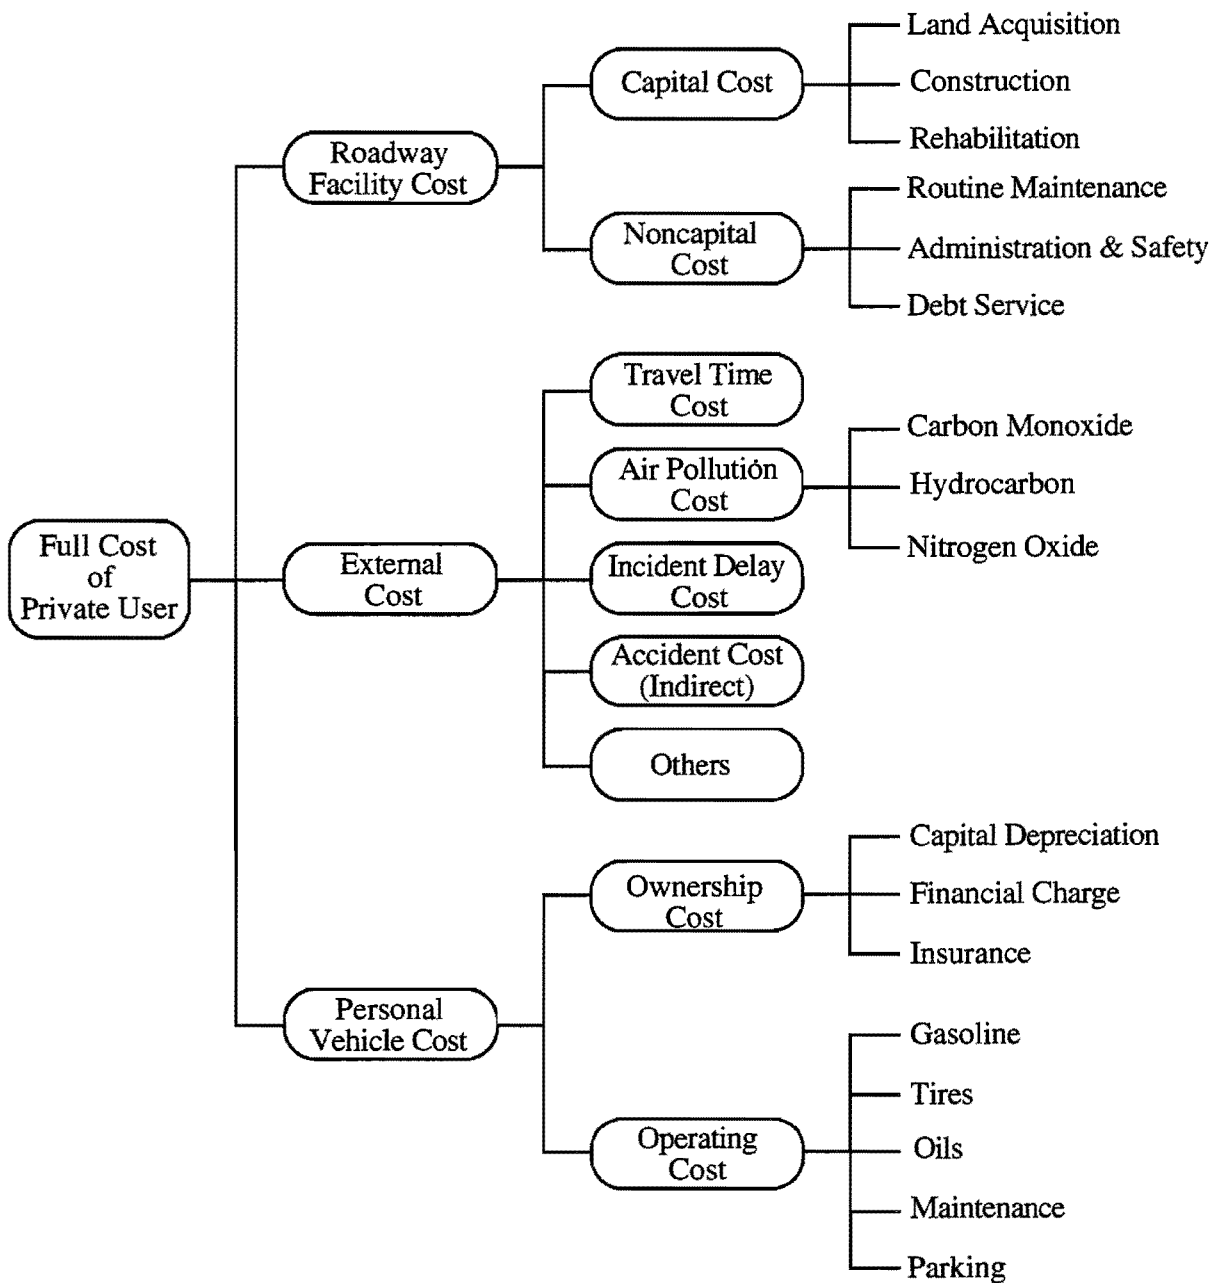 Full Cost
of
Private User
Roadway
Facility Cost
Capital Cost
Land Acquisition
Construction
Rehabilitation
Noncapital
Cost
Routine Maintenance
Administration & Safety
Debt Service
External
Cost
Travel Time
Cost
Air Pollution
Cost
Carbon Monoxide
Hydrocarbon
Nitrogen Oxide
Incident Delay
Cost
Accident Cost
(Indirect)
Others
Personal
Vehicle Cost
Ownership
Cost
Capital Depreciation
Financial Charge
Insurance
Operating
Cost
Gasoline
Tires
Oils
Maintenance
Parking